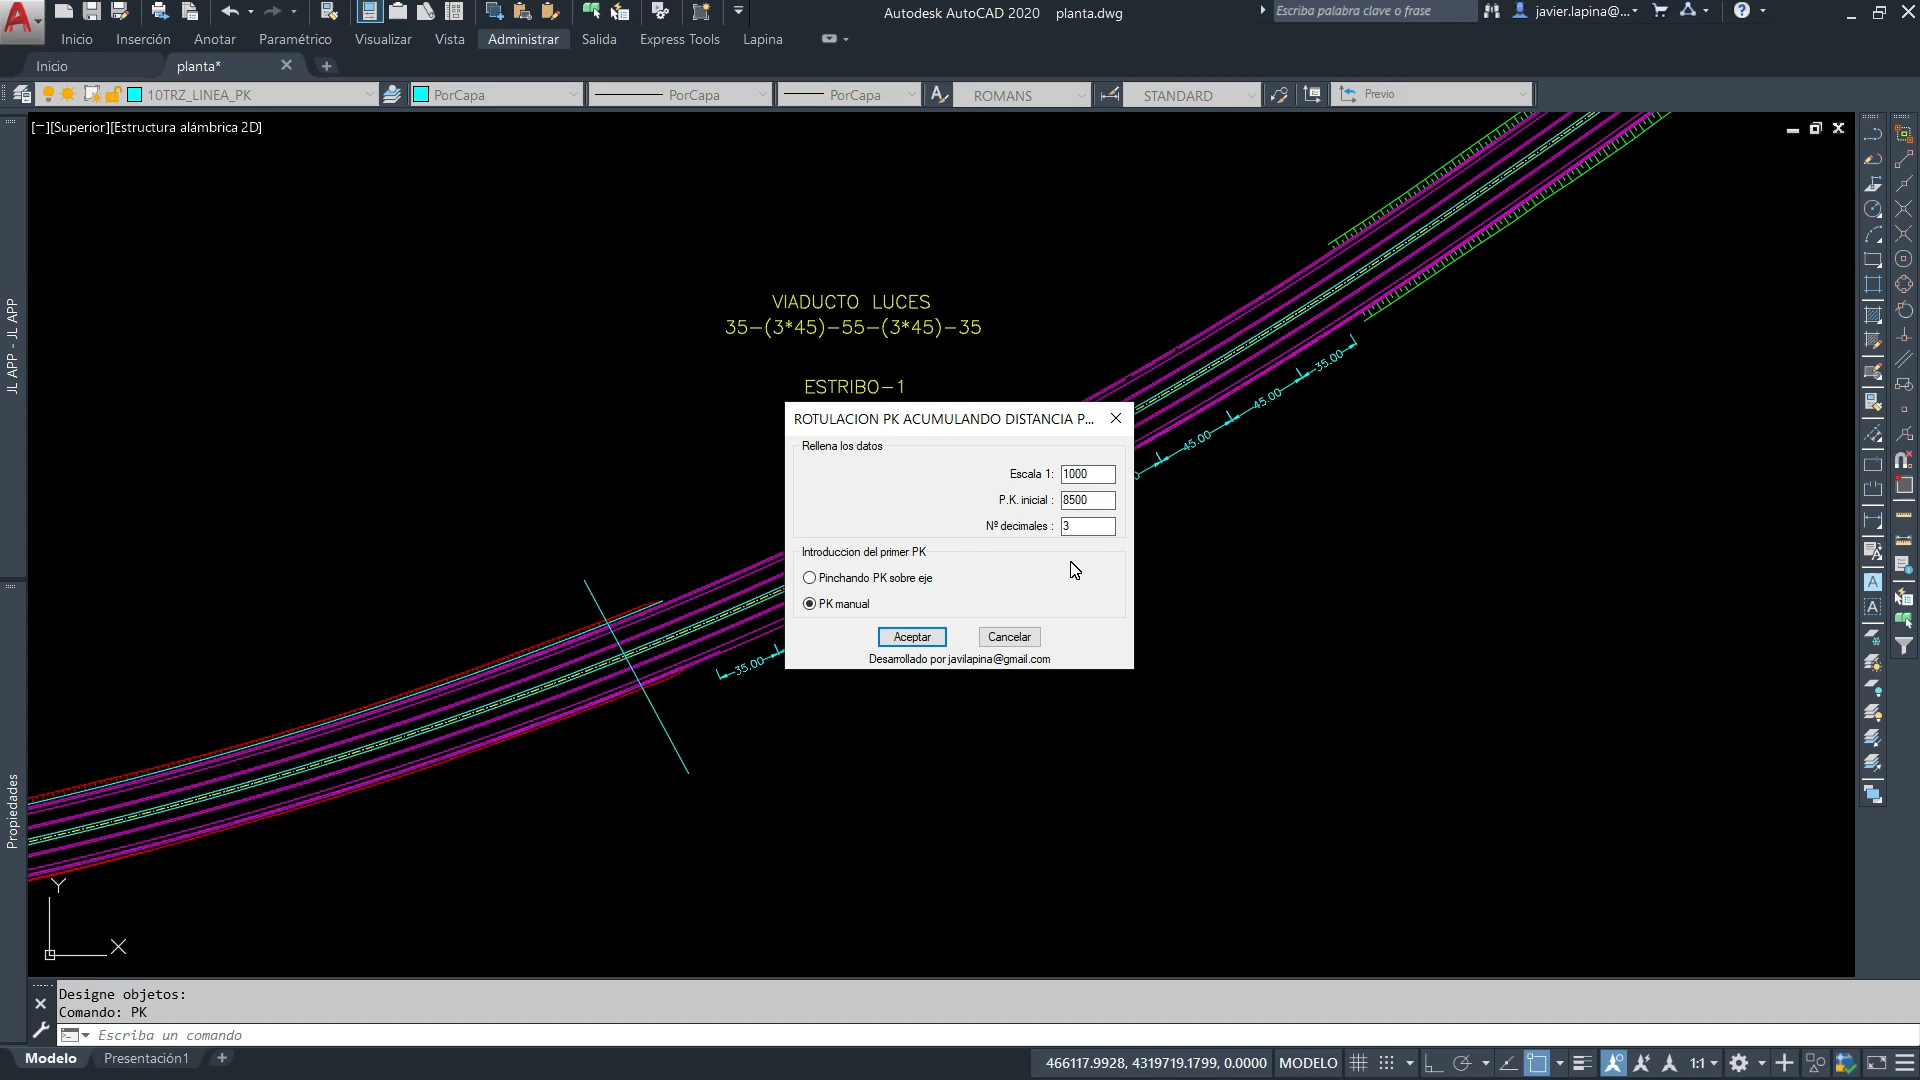 Autodesk AutoCAD 2020 planta.dwg
Escriba palabra clave o frase
javier.lapina@...
Inicio Inserción Anotar Paramétrico Visualizar Vista Administrar Salida Express Tools Lapina
Inicio planta*
10TRZ_LINEA_PK PorCapa PorCapa PorCapa ROMANS STANDARD Previo
[−][Superior][Estructura alámbrica 2D]
VIADUCTO LUCES
35-(3*45)-55-(3*45)-35
ESTRIBO-1
35.00
45.00
45.00
35.00
JL APP - JL APP
Propiedades
ROTULACION PK ACUMULANDO DISTANCIA P...
Rellena los datos
Escala 1: 1000
P.K. inicial : 8500
Nº decimales : 3
Introduccion del primer PK
Pinchando PK sobre eje
PK manual
Aceptar Cancelar
Desarrollado por javilapina@gmail.com
Y
X
Designe objetos:
Comando: PK
Escriba un comando
Modelo Presentación1
466117.9928, 4319719.1799, 0.0000 MODELO 1:1